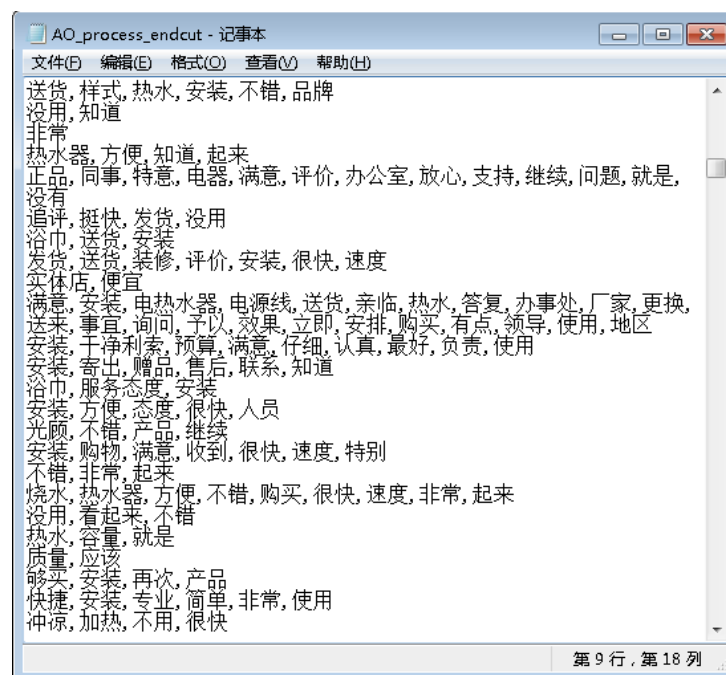 AO_process_endcut - 记事本
文件(F) 编辑(E) 格式(O) 查看(V) 帮助(H)
送货,样式,热水,安装,不错,品牌
没用,知道
非常
热水器,方便,知道,起来
正品,同事,特意,电器,满意,评价,办公室,放心,支持,继续,问题,就是,
没有
追评,挺快,发货,没用
浴巾,送货,安装
发货,送货,装修,评价,安装,很快,速度
实体店,便宜
满意,安装,电热水器,电源线,送货,亲临,热水,答复,办事处,厂家,更换,
送来,事宜,询问,予以,效果,立即,安排,购买,有点,领导,使用,地区
安装,干净利索,预算,满意,仔细,认真,最好,负责,使用
安装,寄出,赠品,售后,联系,知道
浴巾,服务态度,安装
安装,方便,态度,很快,人员
光顾,不错,产品,继续
安装,购物,满意,收到,很快,速度,特别
不错,非常,起来
烧水,热水器,方便,不错,购买,很快,速度,非常,起来
没用,看起来,不错
热水,容量,就是
质量,应该
够买,安装,再次,产品
快捷,安装,专业,简单,非常,使用
冲凉,加热,不用,很快
第 9 行,第 18 列